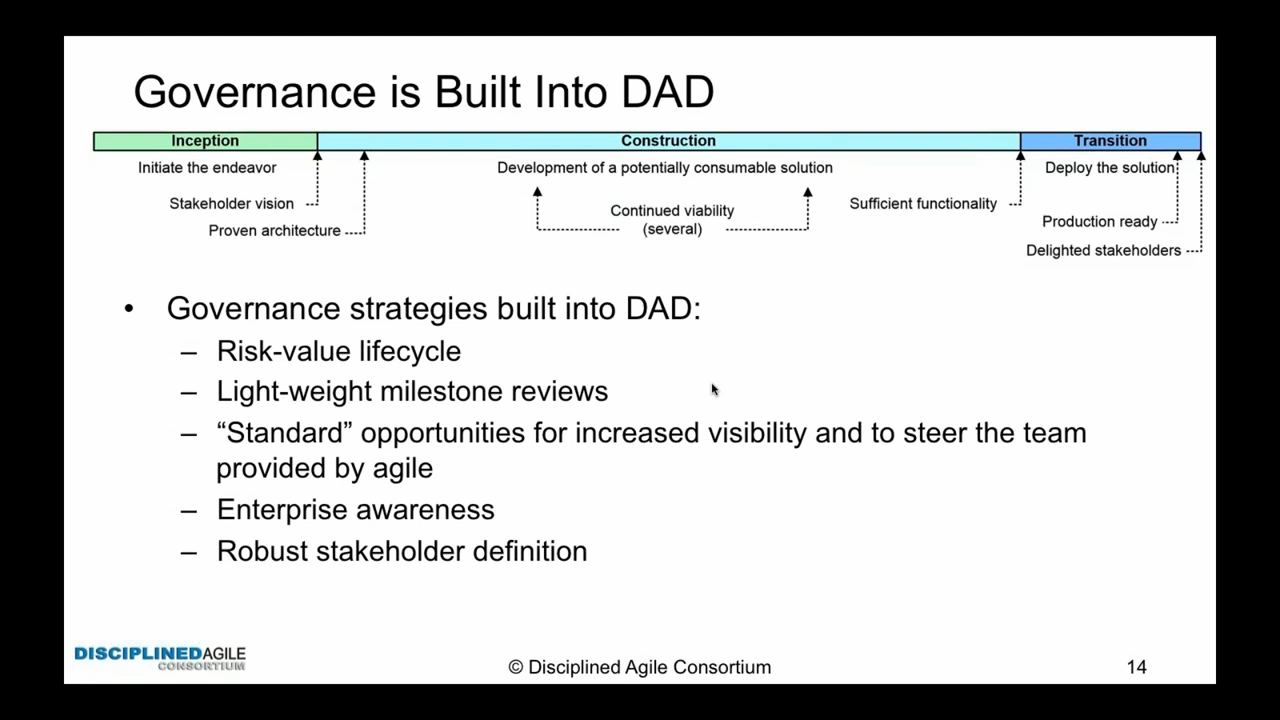 Governance is Built Into DAD
Inception
Construction
Transition
Initiate the endeavor
Development of a potentially consumable solution
Deploy the solution
Stakeholder vision
Continued viability
(several)
Sufficient functionality
Production ready
Proven architecture
Delighted stakeholders
• Governance strategies built into DAD:
– Risk-value lifecycle
– Light-weight milestone reviews
– “Standard” opportunities for increased visibility and to steer the team
provided by agile
– Enterprise awareness
– Robust stakeholder definition
DISCIPLINEDAGILE
CONSORTIUM
© Disciplined Agile Consortium
14